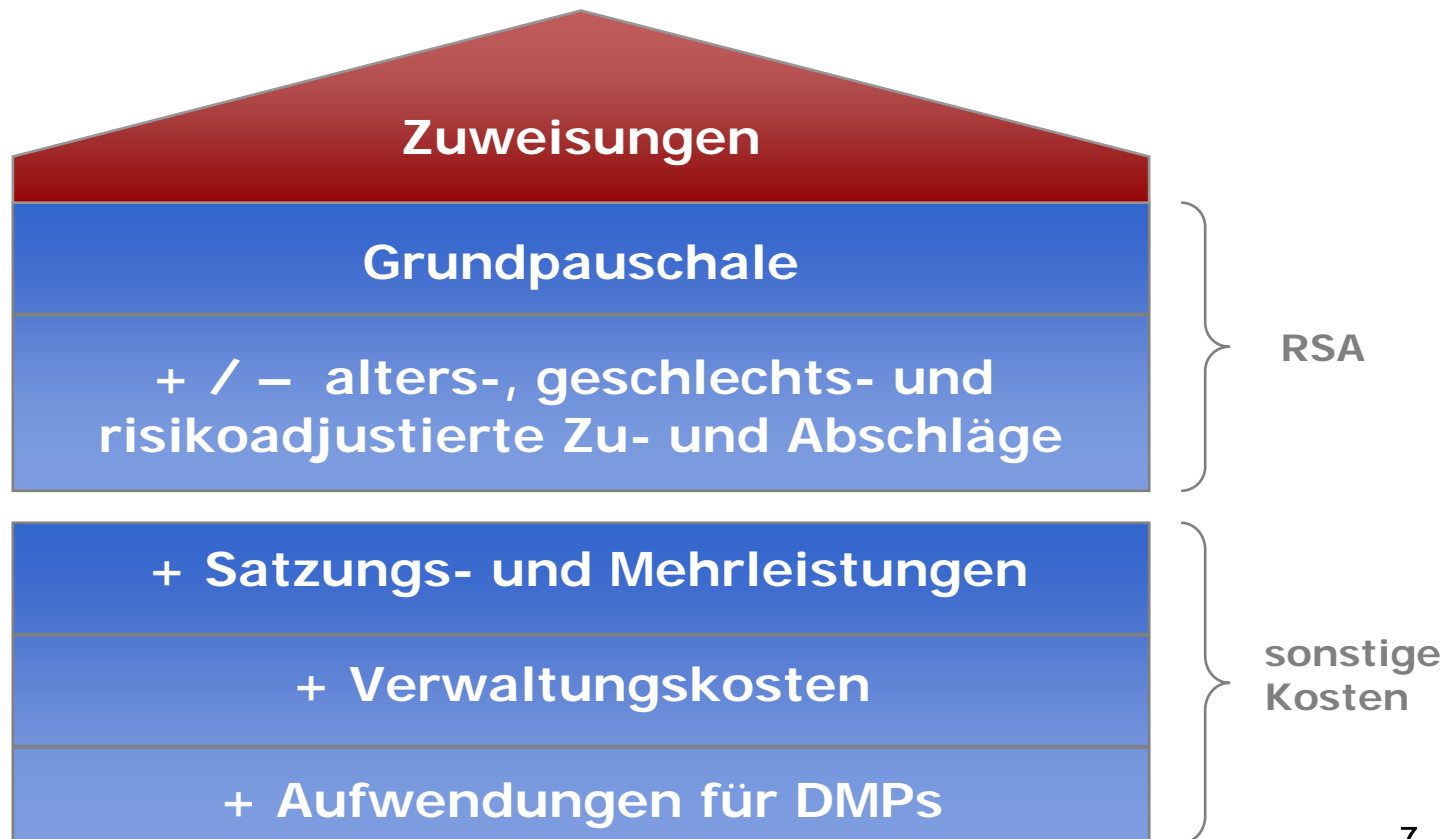 Zuweisungen
Grundpauschale
+ / – alters-, geschlechts- und
risikoadjustierte Zu- und Abschläge
RSA
+ Satzungs- und Mehrleistungen
+ Verwaltungskosten
+ Aufwendungen für DMPs
sonstige
Kosten
7